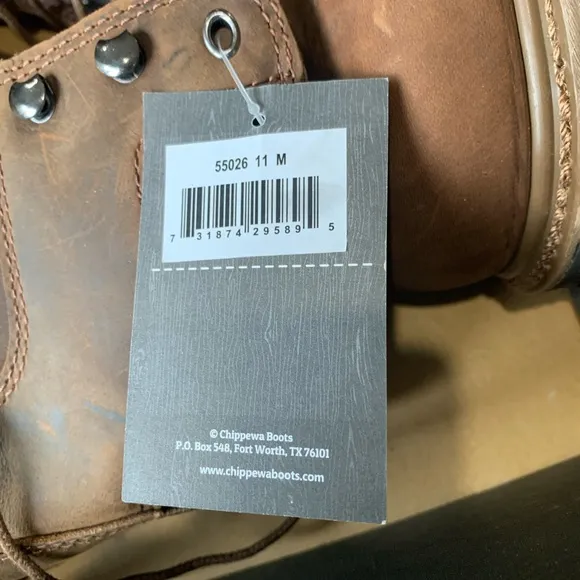 55026 11 M
7 31874 29589 5
© Chippewa Boots
P.O. Box 548, Fort Worth, TX 76101
www.chippewaboots.com